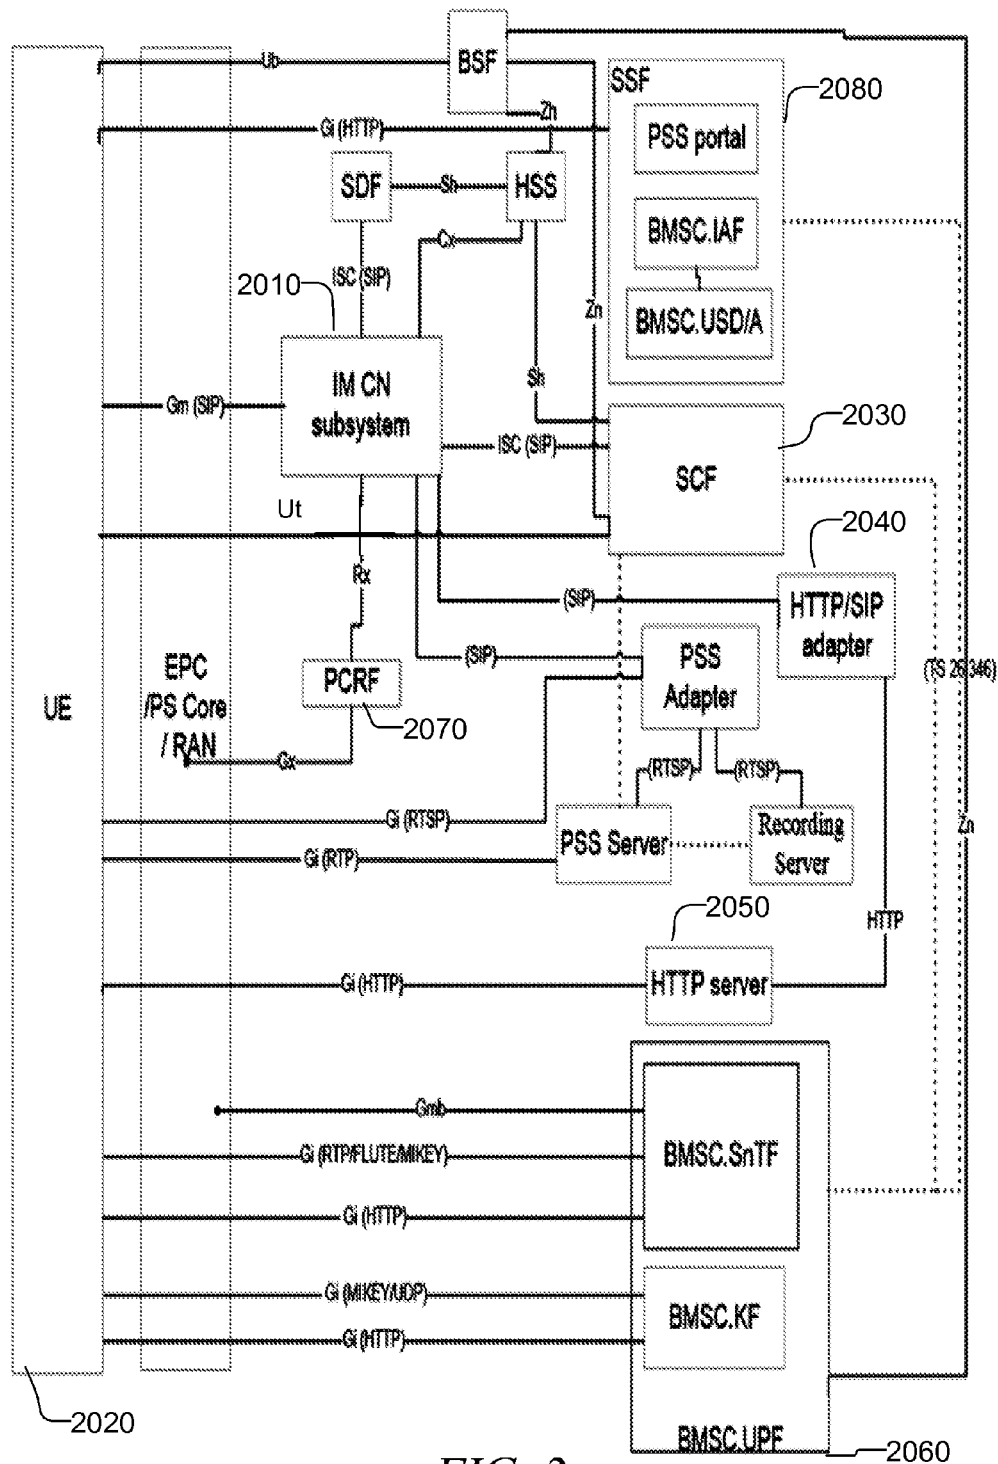 BSF
Ub
SSF
2080
Zh
Gi (HTTP)
PSS portal
SDF
Sh
HSS
Cx
BMSC.IAF
ISC (SIP)
2010
Zn
BMSC.USD/A
IM CN
subsystem
Sh
Gm (SIP)
2030
ISC (SIP)
SCF
Ut
2040
Rx
(SIP)
HTTP/SIP
adapter
(SIP)
PSS
Adapter
(TS 26.346)
UE
EPC
/PS Core
/ RAN
PCRF
2070
Gx
(RTSP)
(RTSP)
Gi (RTSP)
Zn
PSS Server
Recording
Server
Gi (RTP)
2050
HTTP
Gi (HTTP)
HTTP server
Gmb
Gi (RTP/FLUTE/MIKEY)
BMSC.SnTF
Gi (HTTP)
Gi (MIKEY/UDP)
BMSC.KF
Gi (HTTP)
2020
BMSC.UPF
2060